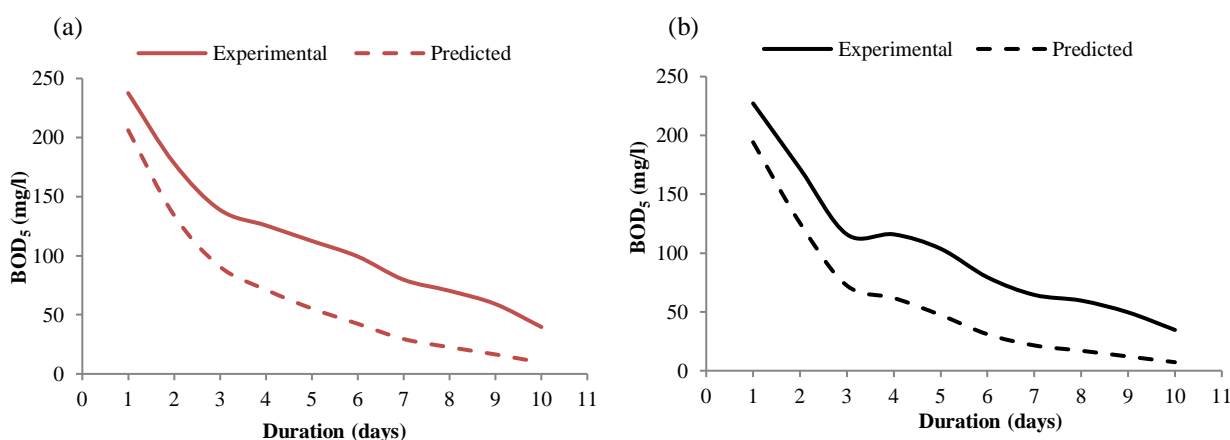 (a)
Experimental Predicted
250
200
150
100
50
0
BOD5 (mg/l)
0 1 2 3 4 5 6 7 8 9 10 11
Duration (days)
(b)
Experimental Predicted
250
200
150
100
50
0
BOD5 (mg/l)
0 1 2 3 4 5 6 7 8 9 10 11
Duration (days)